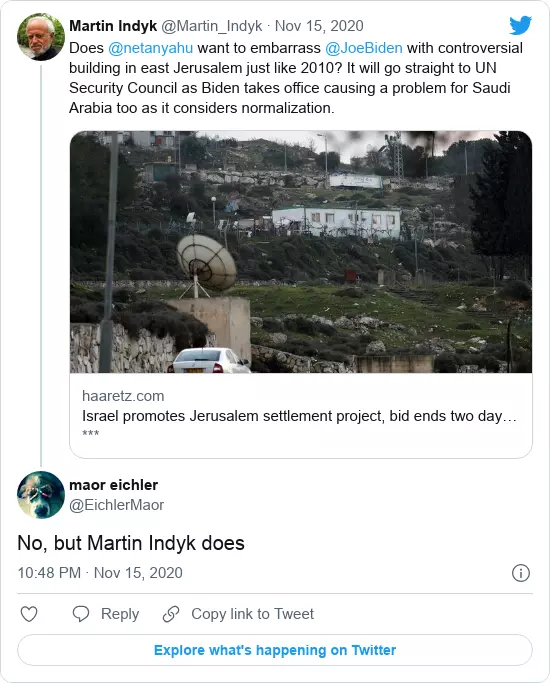 Martin Indyk @Martin_Indyk · Nov 15, 2020
Does @netanyahu want to embarrass @JoeBiden with controversial
building in east Jerusalem just like 2010? It will go straight to UN
Security Council as Biden takes office causing a problem for Saudi
Arabia too as it considers normalization.
haaretz.com
Israel promotes Jerusalem settlement project, bid ends two day…
***
maor eichler
@EichlerMaor
No, but Martin Indyk does
10:48 PM · Nov 15, 2020
Reply
Copy link to Tweet
Explore what's happening on Twitter